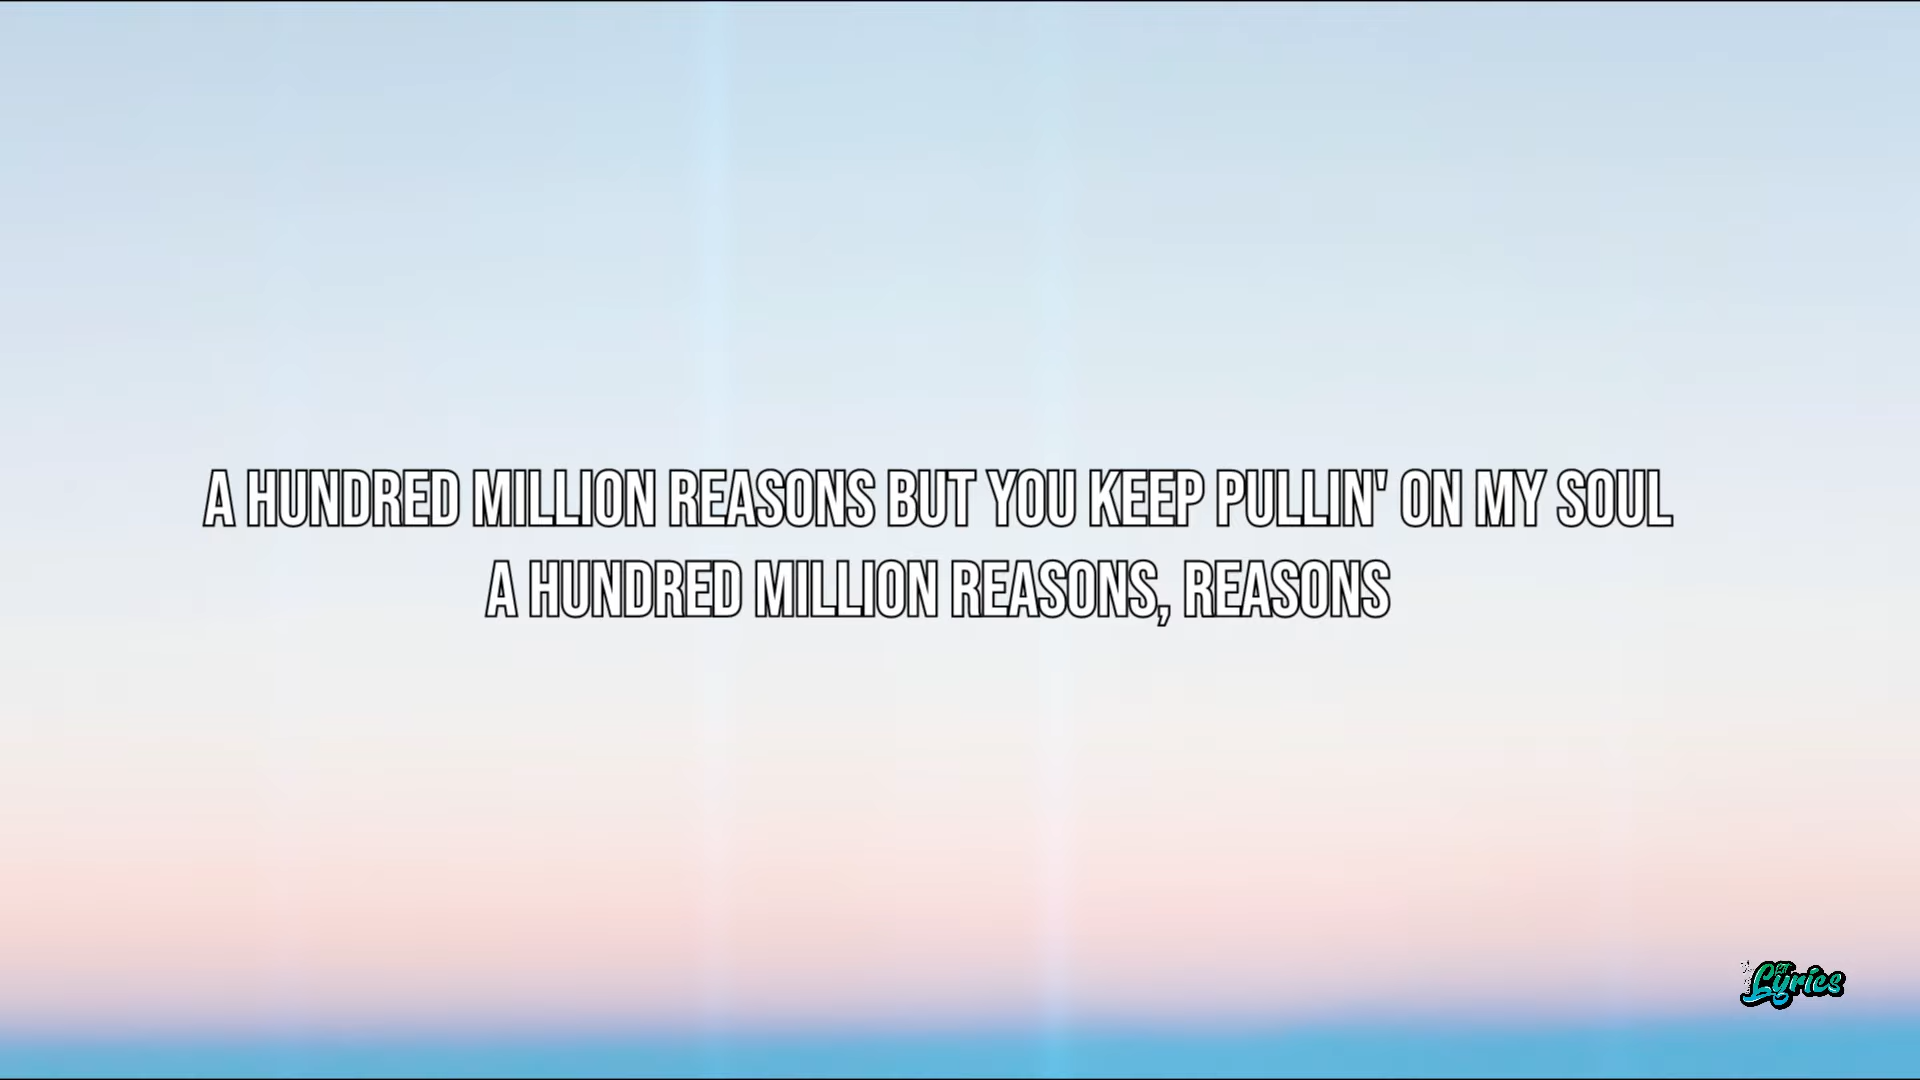 A HUNDRED MILLION REASONS BUT YOU KEEP PULLIN' ON MY SOUL
A HUNDRED MILLION REASONS, REASONS
Lyrics